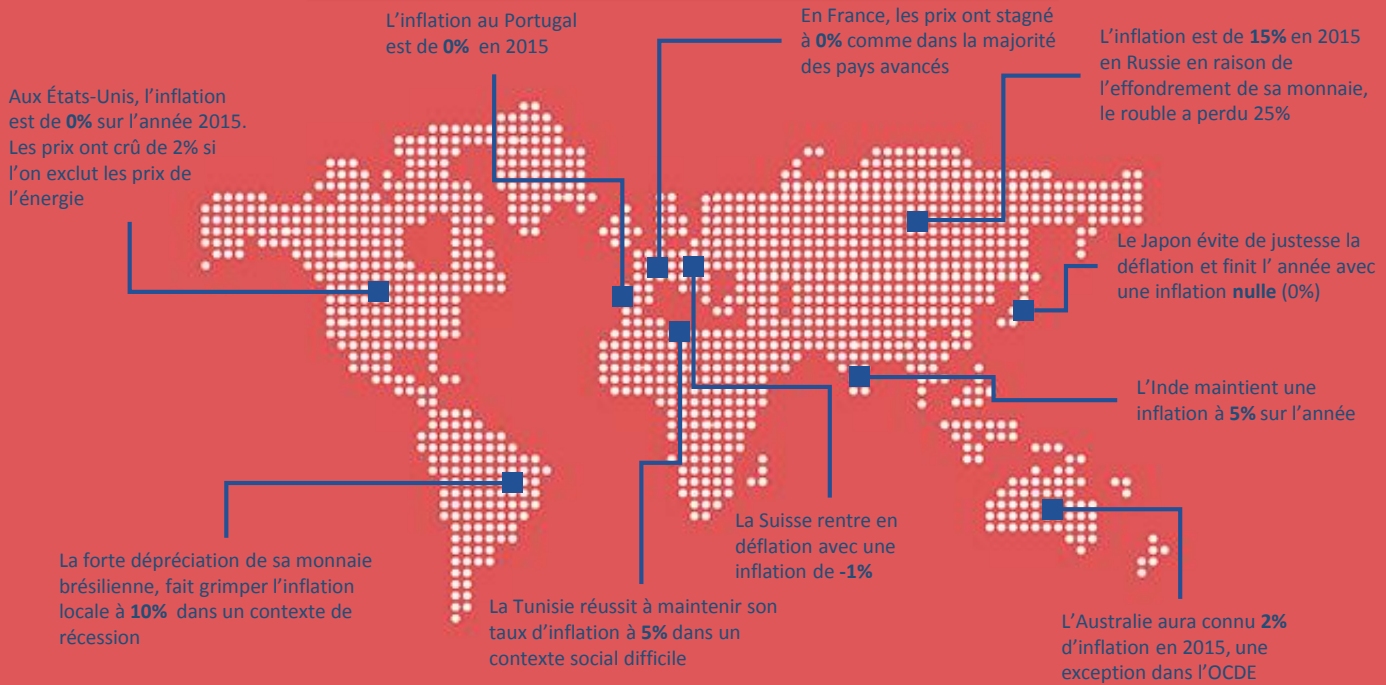 L'inflation au Portugal
est de 0% en 2015
En France, les prix ont stagné
à 0% comme dans la majorité
des pays avancés
L'inflation est de 15% en 2015
en Russie en raison de
l'effondrement de sa monnaie,
le rouble a perdu 25%
Aux États-Unis, l'inflation
est de 0% sur l'année 2015.
Les prix ont crû de 2% si
l'on exclut les prix de
l'énergie
Le Japon évite de justesse la
déflation et finit l' année avec
une inflation nulle (0%)
L'Inde maintient une
inflation à 5% sur l'année
La Suisse rentre en
déflation avec une
inflation de -1%
La forte dépréciation de sa monnaie
brésilienne, fait grimper l'inflation
locale à 10% dans un contexte de
récession
La Tunisie réussit à maintenir son
taux d'inflation à 5% dans un
contexte social difficile
L'Australie aura connu 2%
d'inflation en 2015, une
exception dans l'OCDE